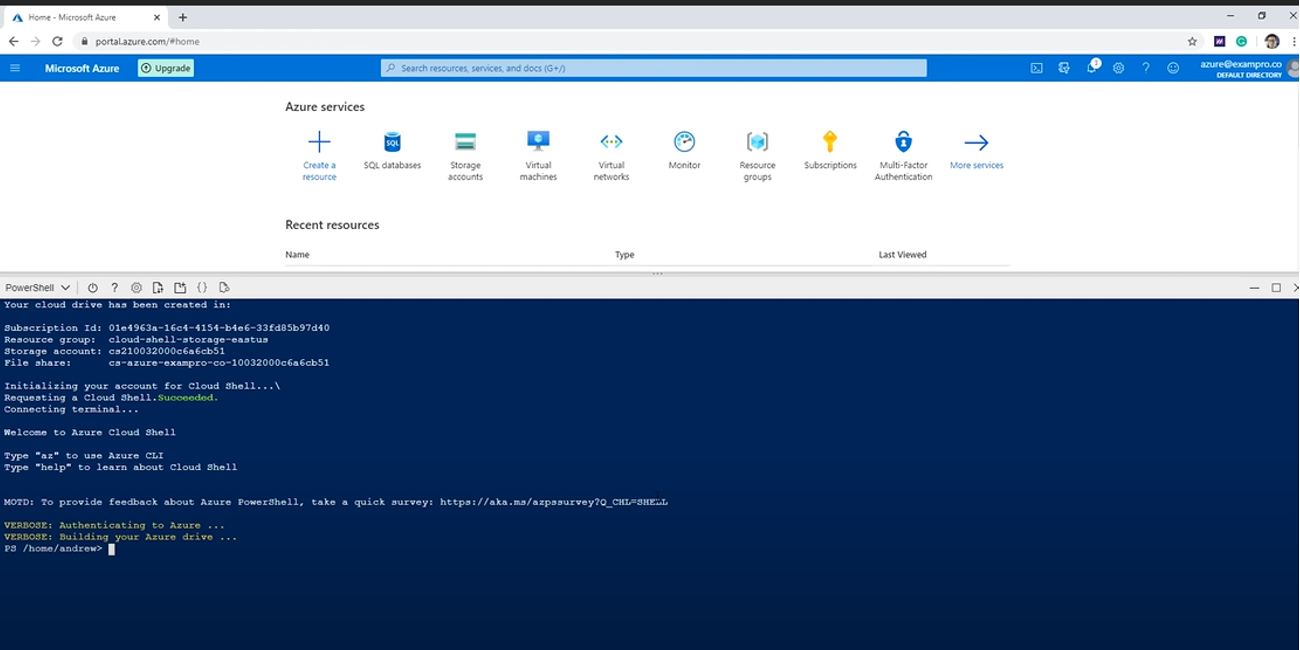 Home - Microsoft Azure
portal.azure.com/#home
Microsoft Azure
Upgrade
Search resources, services, and docs (G+/)
3
azure@exampro.co
DEFAULT DIRECTORY
Azure services
Create a resource
SQL
SQL databases
Storage accounts
Virtual machines
Virtual networks
Monitor
Resource groups
Subscriptions
Multi-Factor Authentication
More services
Recent resources
Name Type Last Viewed
PowerShell
Your cloud drive has been created in:
Subscription Id: 01e4963a-16c4-4154-b4e6-33fd85b97d40
Resource group: cloud-shell-storage-eastus
Storage account: cs210032000c6a6cb51
File share: cs-azure-exampro-co-10032000c6a6cb51
Initializing your account for Cloud Shell...\
Requesting a Cloud Shell.Succeeded.
Connecting terminal...
Welcome to Azure Cloud Shell
Type "az" to use Azure CLI
Type "help" to learn about Cloud Shell
MOTD: To provide feedback about Azure PowerShell, take a quick survey: https://aka.ms/azpssurvey?Q_CHL=SHELL
VERBOSE: Authenticating to Azure ...
VERBOSE: Building your Azure drive ...
PS /home/andrew>